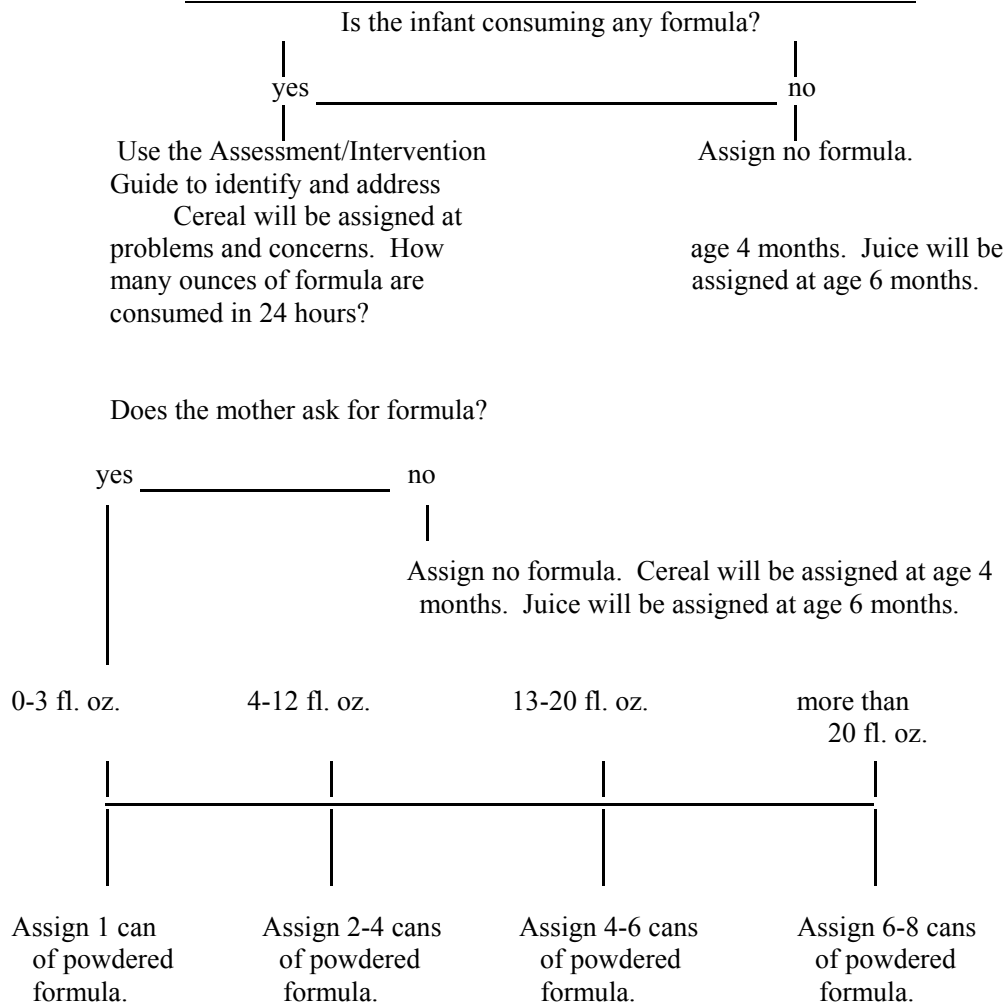 Is the infant consuming any formula?
yes no
Use the Assessment/Intervention
Guide to identify and address
Cereal will be assigned at
problems and concerns. How
many ounces of formula are
consumed in 24 hours?
Assign no formula.
age 4 months. Juice will be
assigned at age 6 months.
Does the mother ask for formula?
yes no
Assign no formula. Cereal will be assigned at age 4
months. Juice will be assigned at age 6 months.
0-3 fl. oz.
4-12 fl. oz.
13-20 fl. oz.
more than
20 fl. oz.
Assign 1 can
of powdered
formula.
Assign 2-4 cans
of powdered
formula.
Assign 4-6 cans
of powdered
formula.
Assign 6-8 cans
of powdered
formula.